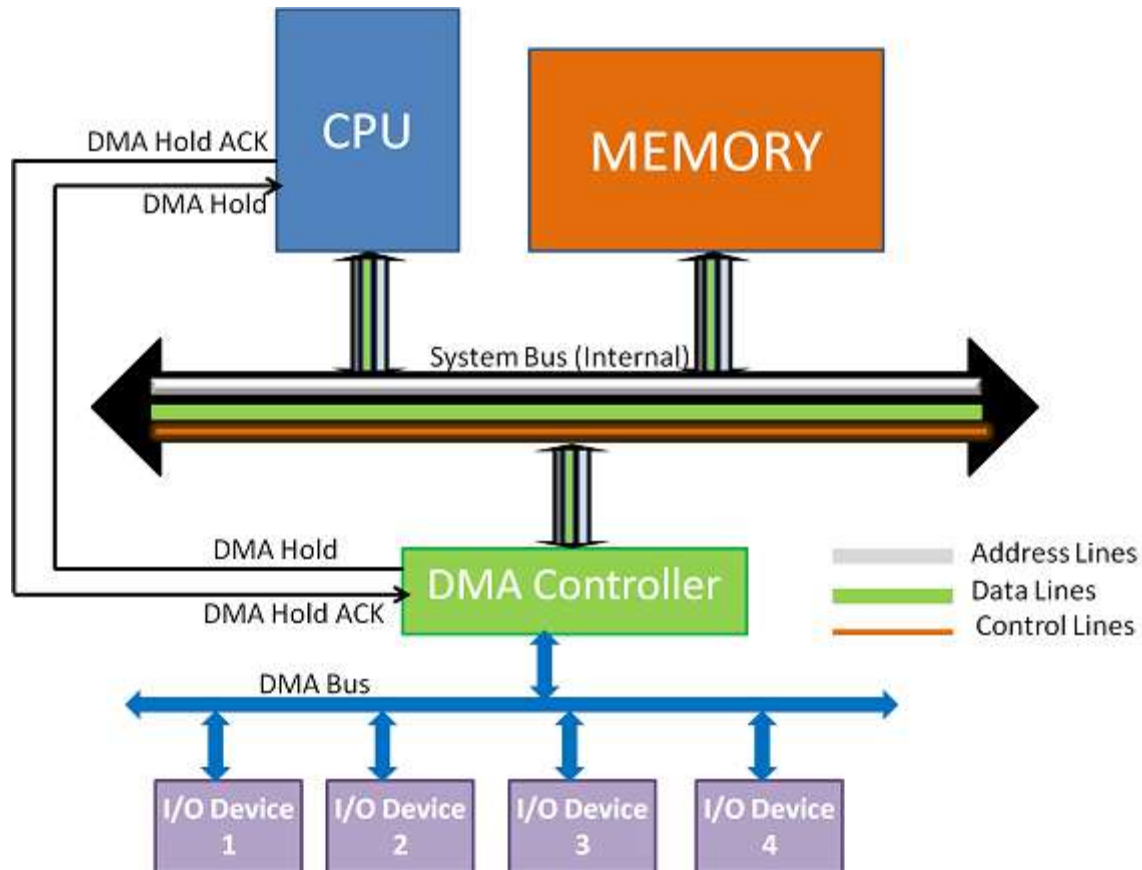 CPU
MEMORY
DMA Hold ACK
DMA Hold
System Bus (Internal)
DMA Hold
DMA Controller
DMA Hold ACK
Address Lines
Data Lines
Control Lines
DMA Bus
I/O Device
1
I/O Device
2
I/O Device
3
I/O Device
4